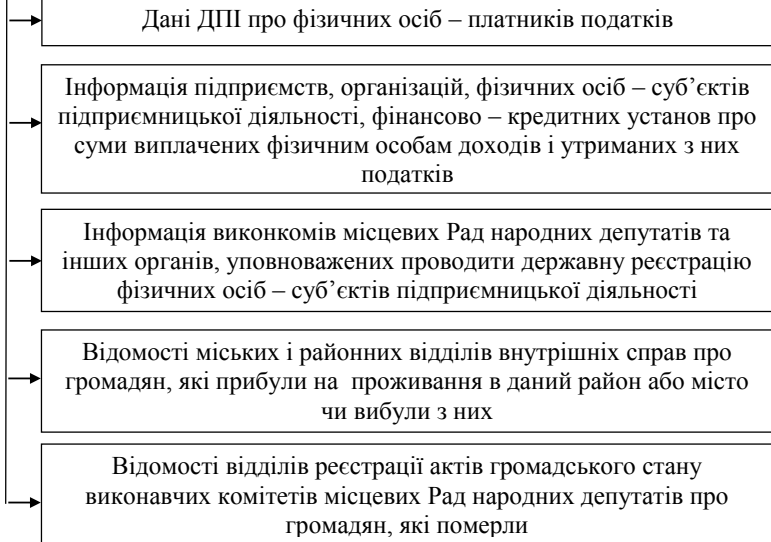 Дані ДПІ про фізичних осіб – платників податків
Інформація підприємств, організацій, фізичних осіб – суб’єктів
підприємницької діяльності, фінансово – кредитних установ про
суми виплачених фізичним особам доходів і утриманих з них
податків
Інформація виконкомів місцевих Рад народних депутатів та
інших органів, уповноважених проводити державну реєстрацію
фізичних осіб – суб’єктів підприємницької діяльності
Відомості міських і районних відділів внутрішніх справ про
громадян, які прибули на проживання в даний район або місто
чи вибули з них
Відомості відділів реєстрації актів громадського стану
виконавчих комітетів місцевих Рад народних депутатів про
громадян, які померли